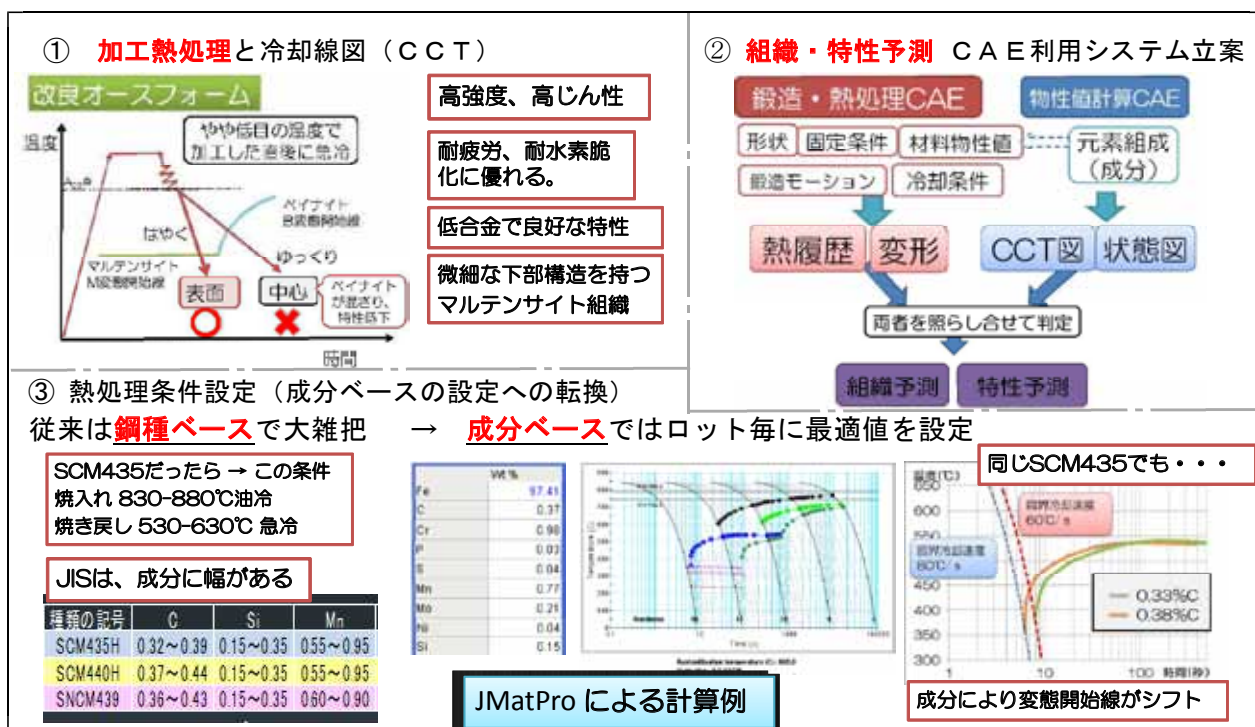 ① 加工熱処理と冷却線図（ＣＣＴ）
改良オースフォーム
温度
やや低目の温度で
加工した直後に急冷
ベイナイト
B変態開始線
はやく
ゆっくり
マルテンサイト
M変態開始線
表面
中心
ベイナイト
が混ざり、
特性低下
時間
高強度、高じん性
耐疲労、耐水素脆
化に優れる。
低合金で良好な特性
微細な下部構造を持つ
マルテンサイト組織
② 組織・特性予測 ＣＡＥ利用システム立案
鍛造・熱処理CAE
物性値計算CAE
形状
固定条件
材料物性値
元素組成
(成分)
鍛造モーション
冷却条件
熱履歴
変形
CCT図
状態図
両者を照らし合せて判定
組織予測
特性予測
③ 熱処理条件設定（成分ベースの設定への転換）
従来は鋼種ベースで大雑把 → 成分ベースではロット毎に最適値を設定
SCM435だったら → この条件
焼入れ 830-880℃油冷
焼き戻し 530-630℃ 急冷
JISは、成分に幅がある
種類の記号 C Si Mn
SCM435H 0.32～0.39 0.15～0.35 0.55～0.95
SCM440H 0.37～0.44 0.15～0.35 0.55～0.95
SNCM439 0.36～0.43 0.15～0.35 0.60～0.90
Wt %
Fe 97.41
C 0.37
Cr 0.98
P 0.03
S 0.04
Mn 0.77
Mo 0.21
Ni 0.04
Si 0.15
JMatPro による計算例
同じSCM435でも・・・
温度(℃)
650
600
550
450
400
350
300
臨界冷却速度
60℃/s
臨界冷却速度
80℃/s
0.33%C
0.38%C
1 10 100 時間(秒)
成分により変態開始線がシフト